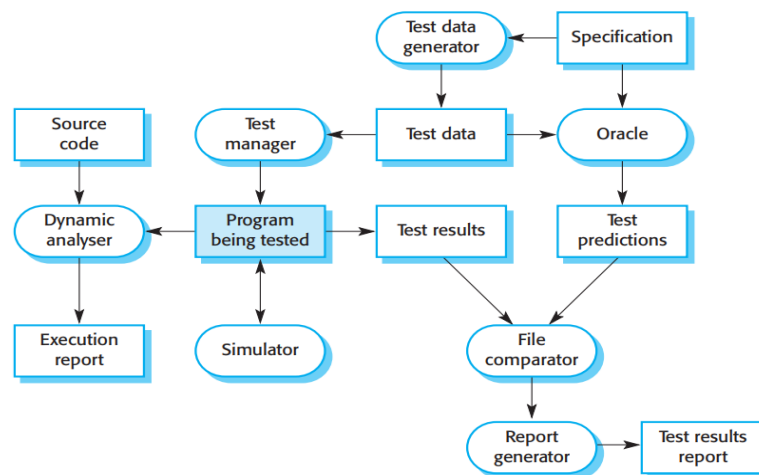 Test data
generator
Specification
Source
code
Test
manager
Test data
Oracle
Dynamic
analyser
Program
being tested
Test results
Test
predictions
Execution
report
Simulator
File
comparator
Report
generator
Test results
report